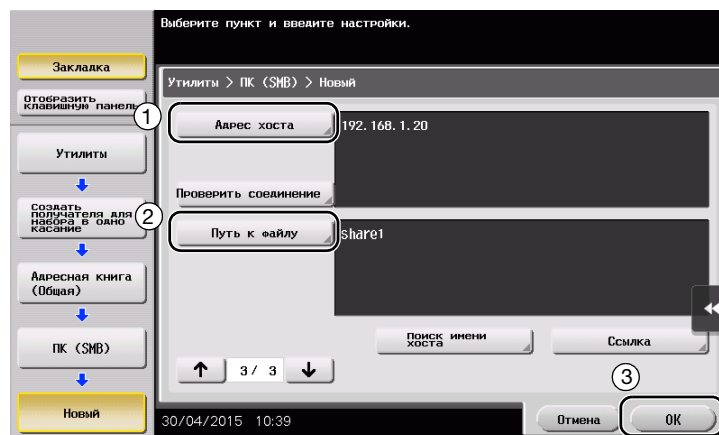 Выберите пункт и введите настройки.
Закладка
Отобразить
клавишную панель
Утилиты
Создать
получателя для
набора в одно
касание
Адресная книга
(Общая)
ПК (SMB)
Новый
Утилиты > ПК (SMB) > Новый
1
Адрес хоста
192.168.1.20
Проверить соединение
2
Путь к файлу
share1
Поиск имени
хоста
Ссылка
3/ 3
3
30/04/2015 10:39
Отмена
OK